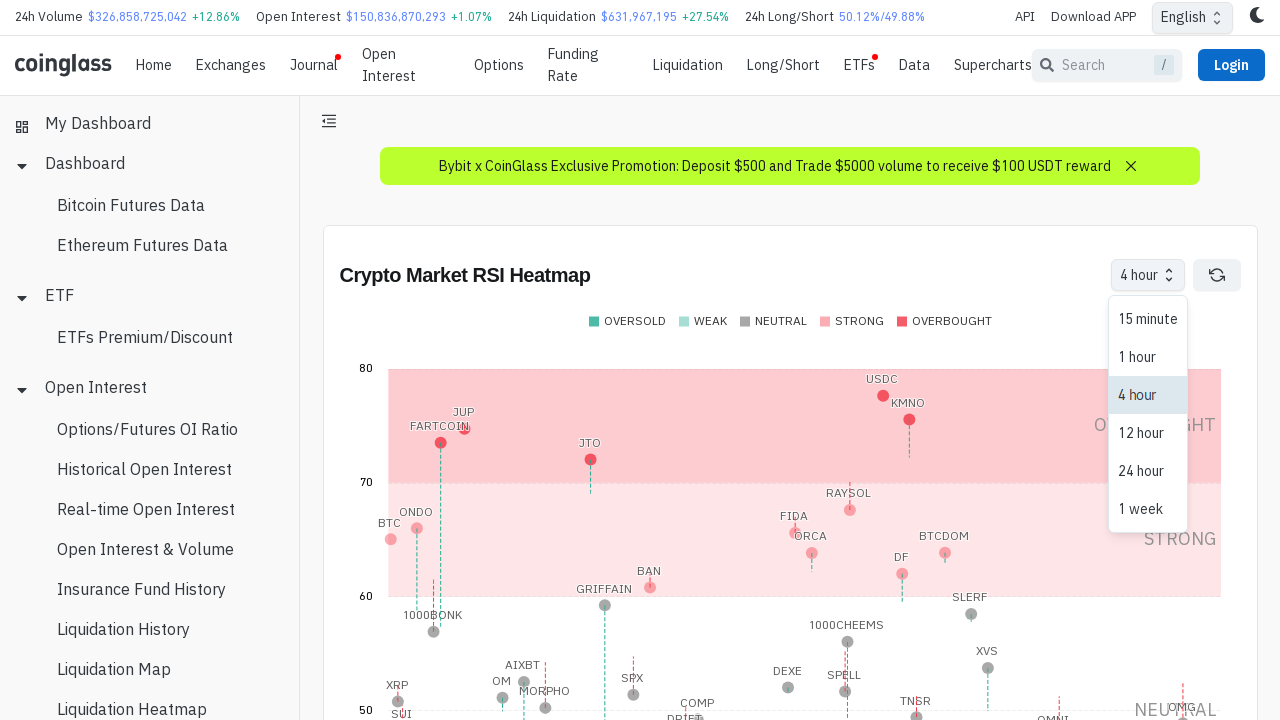 24h Volume $326,858,725,042 +12.86% Open Interest $150,836,870,293 +1.07% 24h Liquidation $631,967,195 +27.54% 24h Long/Short 50.12%/49.88% API Download APP English
coinglass Home Exchanges Journal Open Interest Options Funding Rate Liquidation Long/Short ETFs Data Supercharts Search / Login
My Dashboard
Dashboard
Bitcoin Futures Data
Ethereum Futures Data
ETF
ETFs Premium/Discount
Open Interest
Options/Futures OI Ratio
Historical Open Interest
Real-time Open Interest
Open Interest & Volume
Insurance Fund History
Liquidation History
Liquidation Map
Liquidation Heatmap
Bybit x CoinGlass Exclusive Promotion: Deposit $500 and Trade $5000 volume to receive $100 USDT reward
Crypto Market RSI Heatmap
4 hour
15 minute
1 hour
4 hour
12 hour
24 hour
1 week
OVERSOLD WEAK NEUTRAL STRONG OVERBOUGHT
80
USDC
KMNO
JUP
FARTCOIN
JTO
70
RAYSOL
ONDO
FIDA
BTC
ORCA
BTCDOM
STRONG
DF
BAN
GRIFFAIN
60
SLERF
1000BONK
1000CHEEMS
XVS
AIXBT
DEXE
SPELL
SPX
OM
XRP
MORPHO
COMP
TNSR
OMG
50
NEUTRAL
SUI
DRIFT
OMNI